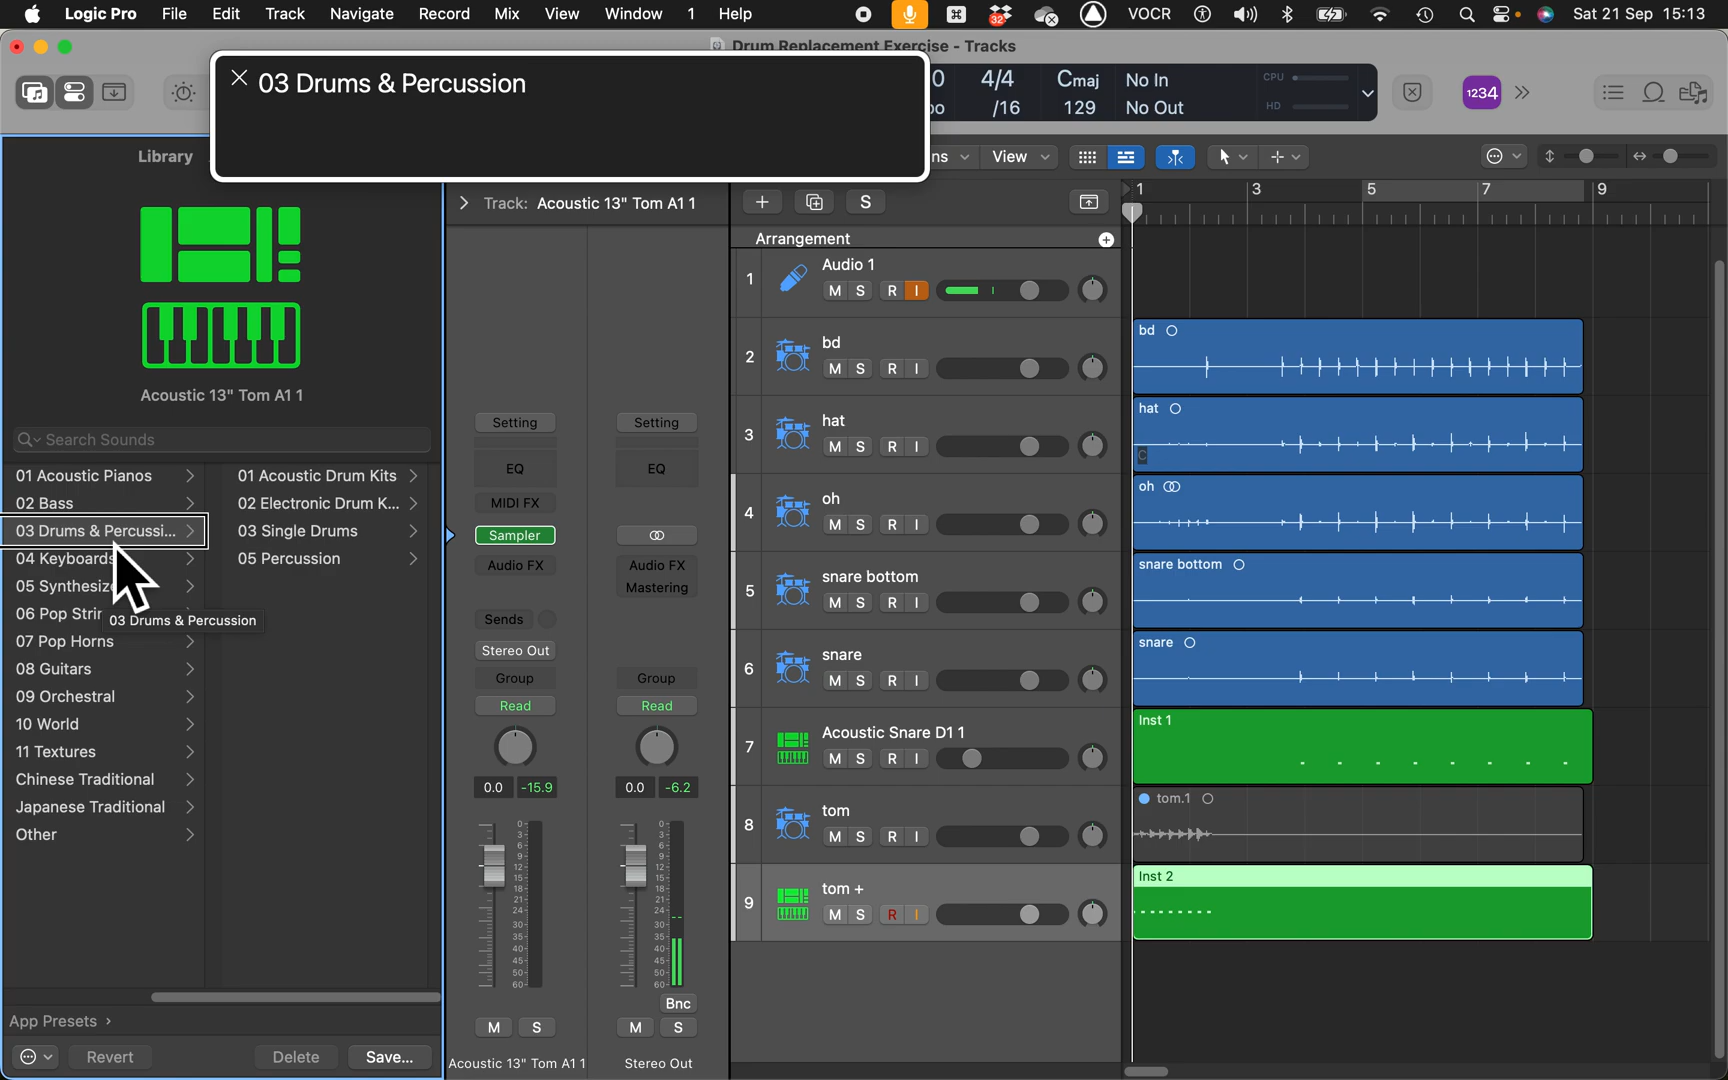 Logic Pro File Edit Track Navigate Record Mix View Window 1 Help
32 VOCR Sat 21 Sep 15:13
Drum Replacement Exercise - Tracks
03 Drums & Percussion
0 4/4 Cmaj No In CPU
/16 129 No Out HD
1234
Library
ns View
Track: Acoustic 13" Tom A1 1
S
1 3 5 7 9
Arrangement
Acoustic 13" Tom A1 1
Search Sounds
01 Acoustic Pianos
02 Bass
03 Drums & Percussi...
04 Keyboards
05 Synthesiz
06 Pop Strin
07 Pop Horns
08 Guitars
09 Orchestral
10 World
11 Textures
Chinese Traditional
Japanese Traditional
Other
01 Acoustic Drum Kits
02 Electronic Drum K...
03 Single Drums
05 Percussion
03 Drums & Percussion
App Presets
Revert Delete Save...
Setting
EQ
MIDI FX
Sampler
Audio FX
Sends
Stereo Out
Group
Read
0.0 -15.9
M S
Acoustic 13" Tom A1 1
Setting
EQ
Audio FX
Mastering
Group
Read
0.0 -6.2
Bnc
M S
Stereo Out
1 Audio 1
M S R I
2 bd
M S R I
3 hat
M S R I
4 oh
M S R I
5 snare bottom
M S R I
6 snare
M S R I
7 Acoustic Snare D1 1
M S R I
8 tom
M S R I
9 tom +
M S R I
bd
hat
C
oh
snare bottom
snare
Inst 1
tom.1
Inst 2